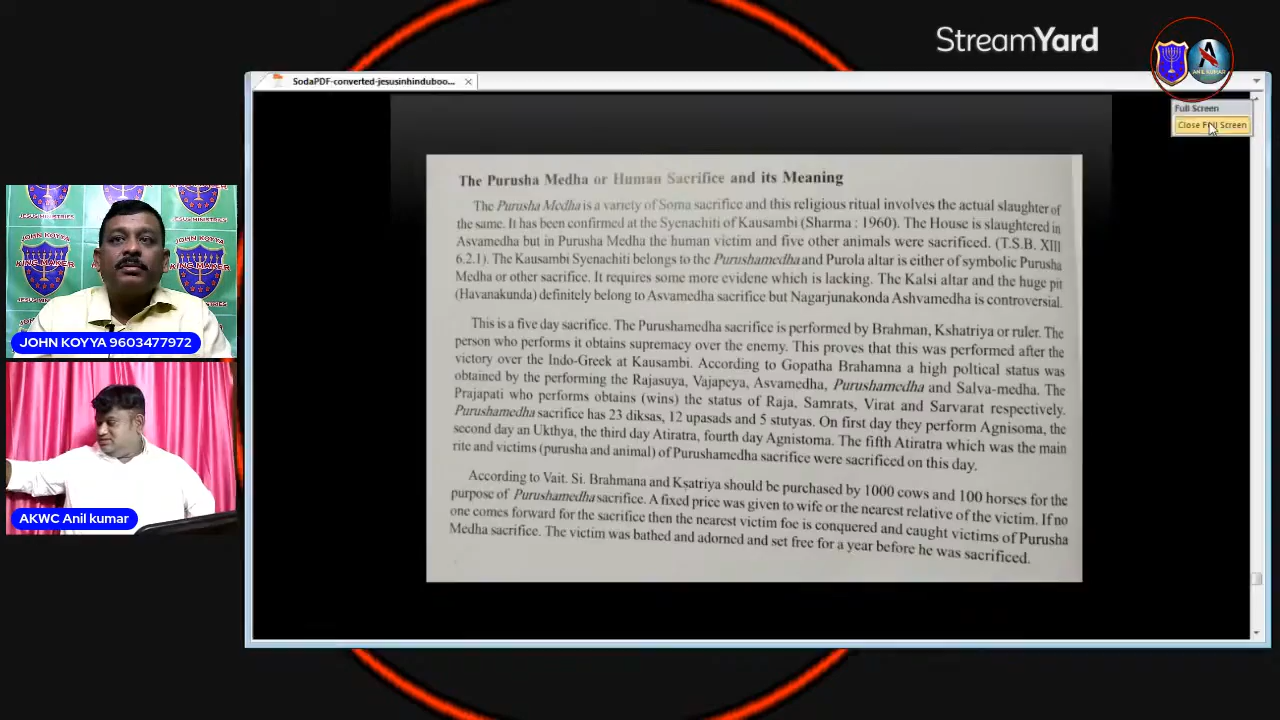 StreamYard
ANIL KUMAR
SodaPDF-converted-jesusinhinduboo...
Full Screen
Close Full Screen
The Purusha Medha or Human Sacrifice and its Meaning
The Purusha Medha is a variety of Soma sacrifice and this religious ritual involves the actual slaughter of
the same. It has been confirmed at the Syenachiti of Kausambi (Sharma ; 1960). The House is slaughtered in
Asvamedha but in Purusha Medha the human victim and five other animals were sacrificed. (T.S.B. XIII
6.2.1). The Kausambi Syenachiti belongs to the Purushamedha and Purola altar is either of symbolic Purusha
Medha or other sacrifice. It requires some more evidene which is lacking. The Kalsi altar and the huge pit
(Havanakunda) definitely belong to Asvamedha sacrifice but Nagarjunakonda Ashvamedha is controversial.
This is a five day sacrifice. The Purushamedha sacrifice is performed by Brahman, Kshatriya or ruler. The
person who performs it obtains supremacy over the enemy. This proves that this was performed after the
victory over the Indo-Greek at Kausambi. According to Gopatha Brahamna a high poltical status was
obtained by the performing the Rajasuya, Vajapeya, Asvamedha, Purushamedha and Salva-medha. The
Prajapati who performs obtains (wins) the status of Raja, Samrats, Virat and Sarvarat respectively.
Purushamedha sacrifice has 23 diksas, 12 upasads and 5 stutyas. On first day they perform Agnisoma, the
second day an Ukthya, the third day Atiratra, fourth day Agnistoma. The fifth Atiratra which was the main
rite and victims (purusha and animal) of Purushamedha sacrifice were sacrificed on this day.
According to Vait. Si. Brahmana and Kṣatriya should be purchased by 1000 cows and 100 horses for the
purpose of Purushamedha sacrifice. A fixed price was given to wife or the nearest relative of the victim. If no
one comes forward for the sacrifice then the nearest victim foe is conquered and caught victims of Purusha
Medha sacrifice. The victim was bathed and adorned and set free for a year before he was sacrificed.
JESUS MINISTRIES
JOHN KOYYA
KING MAKER
JOHN KOYYA
KING MAKER
JESUS MINISTRIES
JOHN KOYYA 9603477972
AKWC Anil kumar